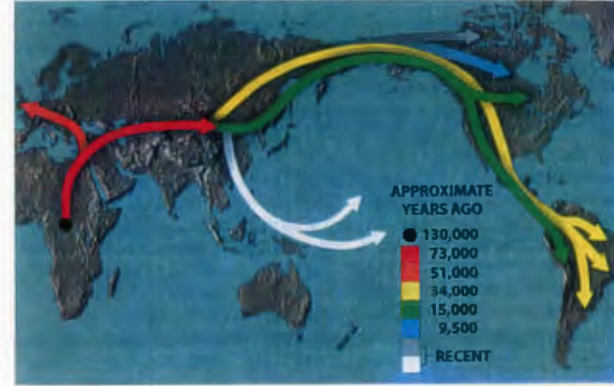 APPROXIMATE
YEARS AGO
130,000
73,000
51,000
34,000
15,000
9,500
RECENT